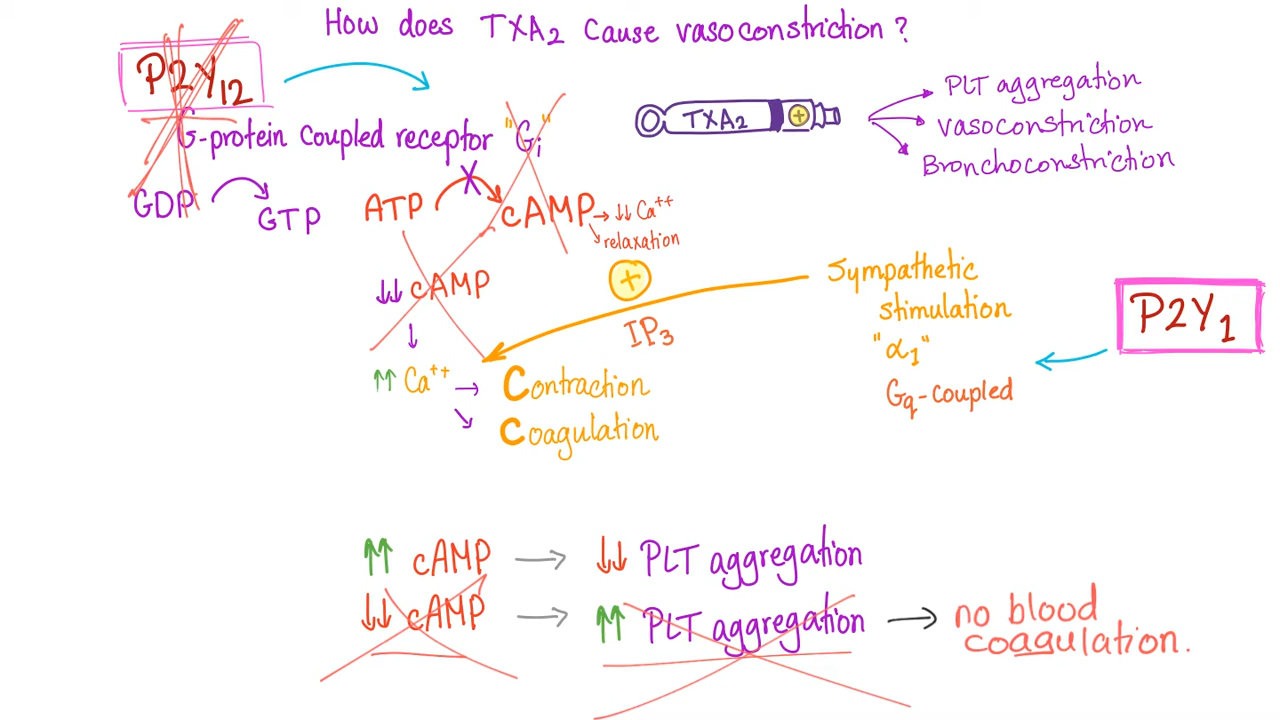 How does TXA2 Cause vasoconstriction?
P2Y12
G-protein Coupled receptor "Gi"
GDP
GTP
TXA2 +
PLT aggregation
vasoconstriction
Bronchoconstriction
ATP
X
cAMP → ↓↓ Ca++
↘ relaxation
↓↓ cAMP
↓
↑↑ Ca++ → Contraction
↘ Coagulation
+
IP3
Sympathetic
stimulation
"α1"
Gq-coupled
P2Y1
↑↑ cAMP → ↓↓ PLT aggregation
↓↓ cAMP → ↑↑ PLT aggregation → no blood
coagulation.